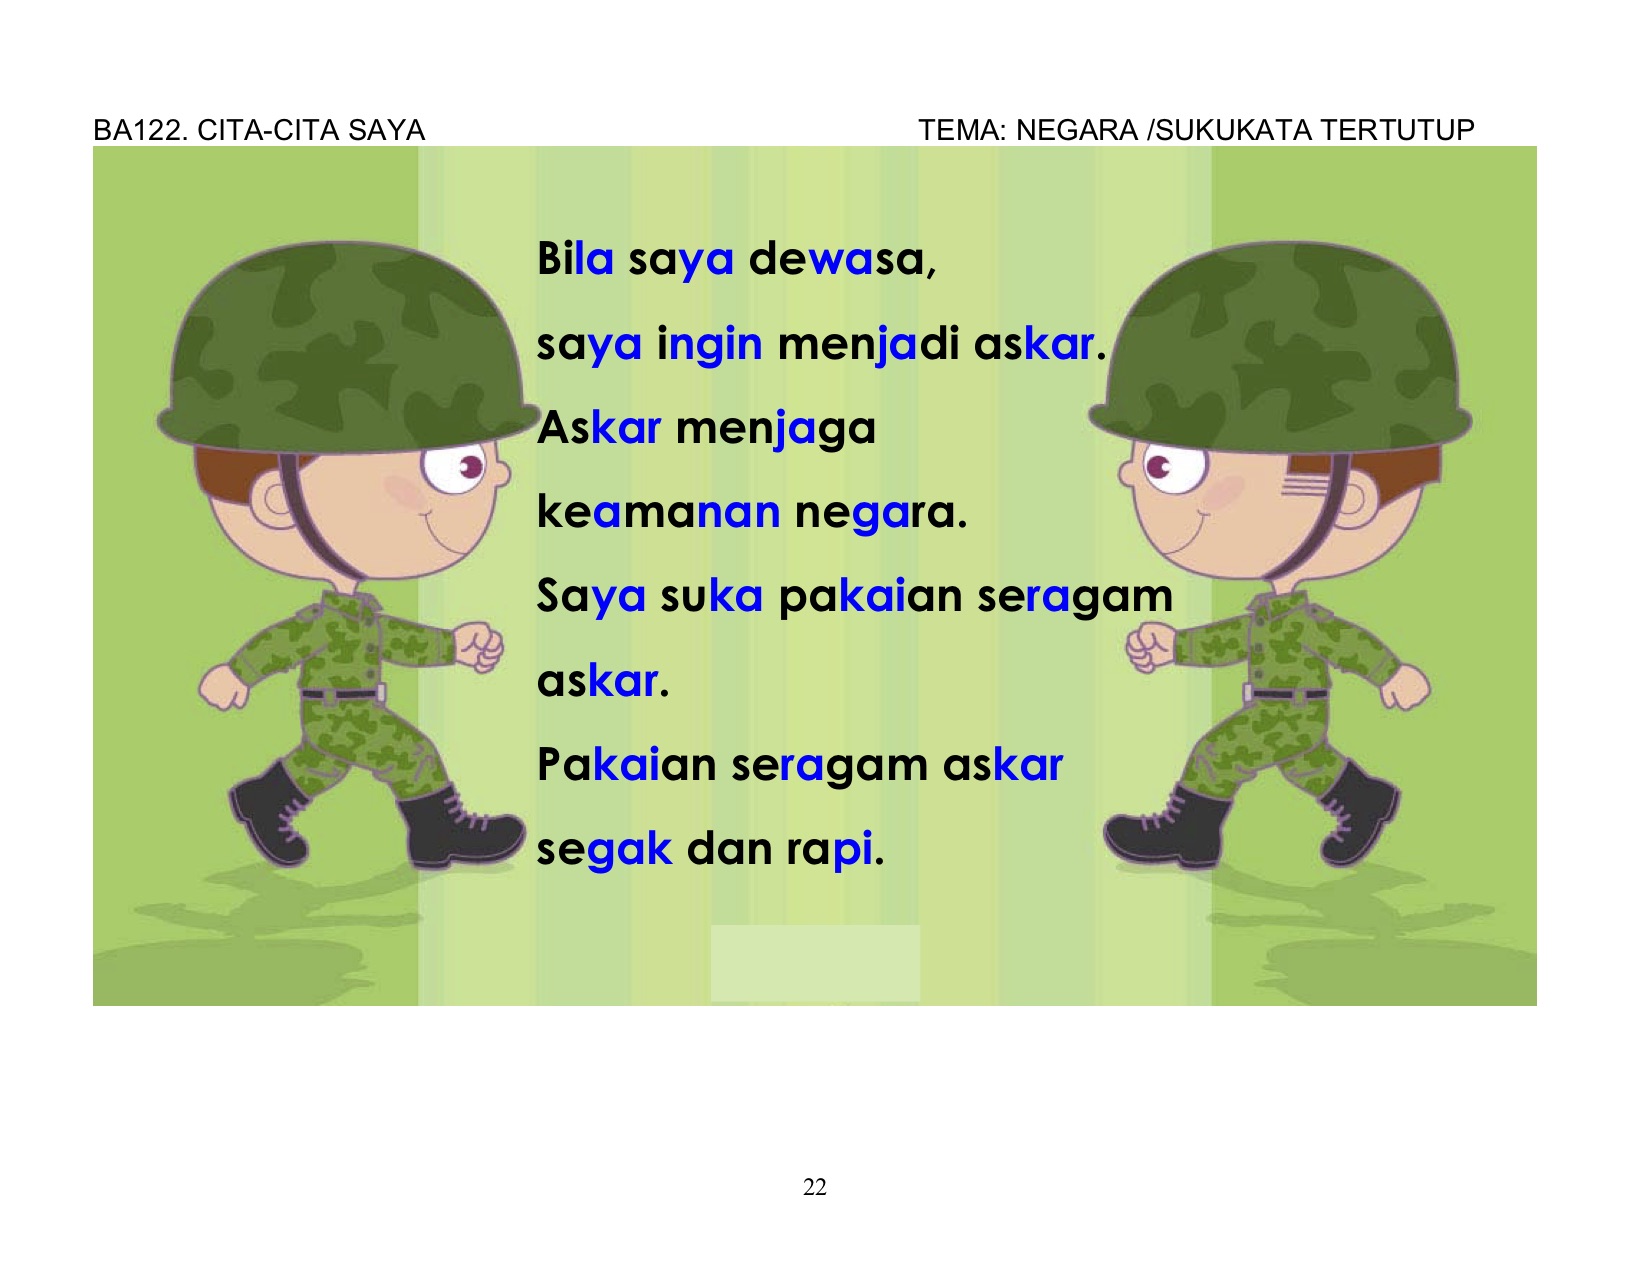 BA122. CITA-CITA SAYA TEMA: NEGARA /SUKUKATA TERTUTUP
Bila saya dewasa,
saya ingin menjadi askar.
Askar menjaga
keamanan negara.
Saya suka pakaian seragam
askar.
Pakaian seragam askar
segak dan rapi.
22